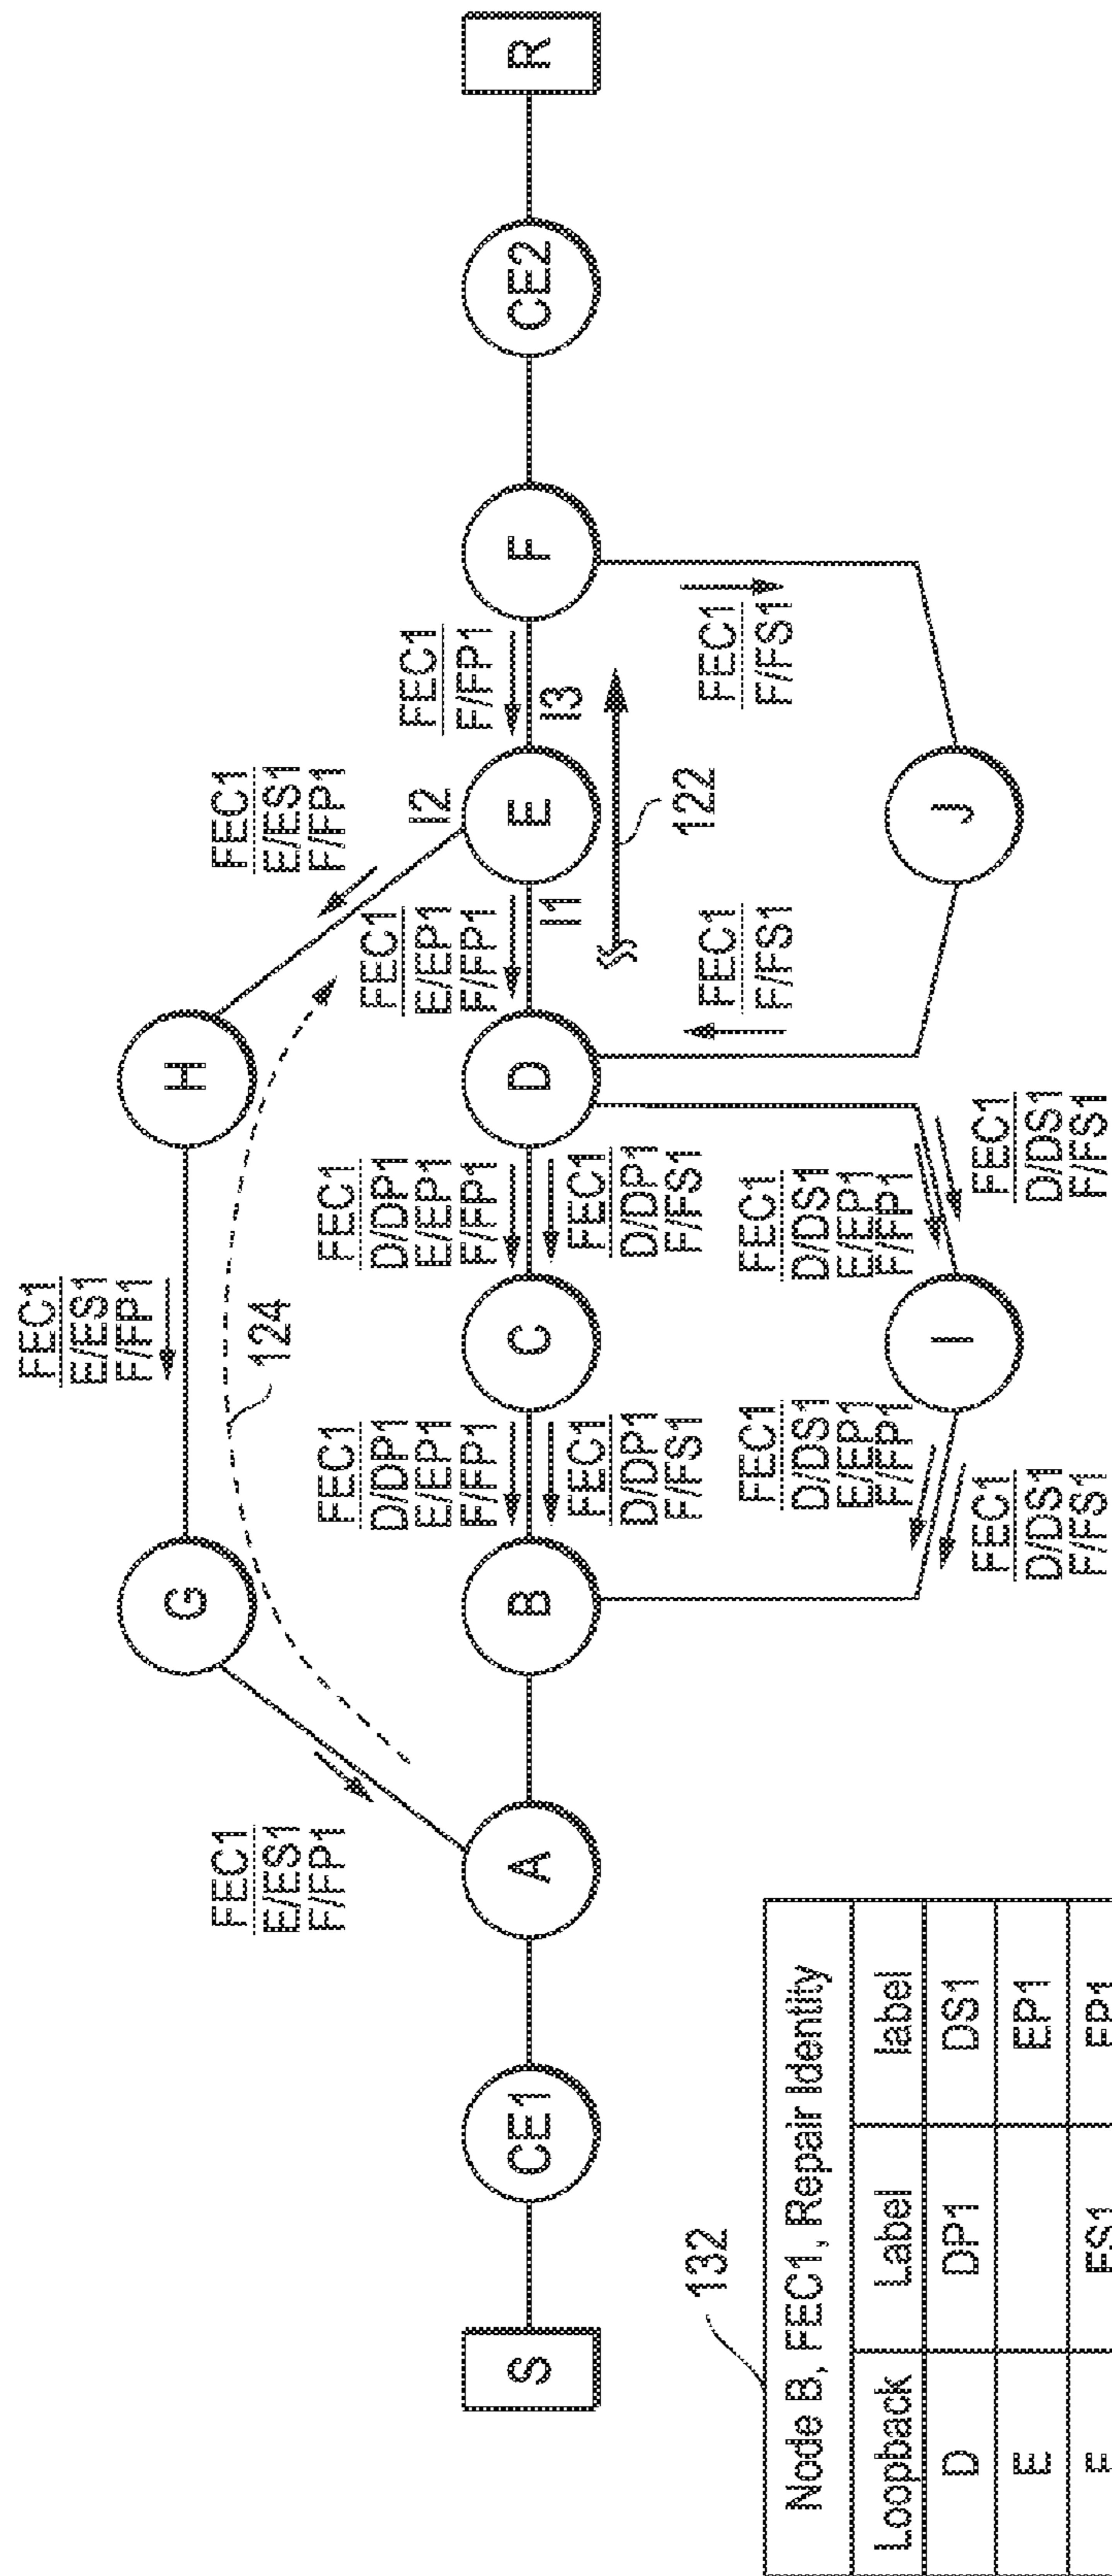 FEC1
E/ES1
F/FP1
G
H
FEC1
E/ES1
F/FP1
FEC1
E/ES1
F/FP1
124
I2
FEC1
D/DP1
E/EP1
F/FP1
FEC1
D/DP1
E/EP1
F/FP1
FEC1
E/EP1
F/FP1
FEC1
F/FP1
S
CE1
A
B
C
D
E
F
CE2
R
I1
I3
FEC1
D/DP1
F/FS1
FEC1
D/DP1
F/FS1
122
FEC1
F/FS1
FEC1
F/FS1
FEC1
D/DS1
E/EP1
F/FP1
FEC1
D/DS1
E/EP1
F/FP1
I
J
FEC1
D/DS1
F/FS1
FEC1
D/DS1
F/FS1
132
Node B, FEC1, Repair Identity
Loopback Label label
D DP1 DS1
E EP1